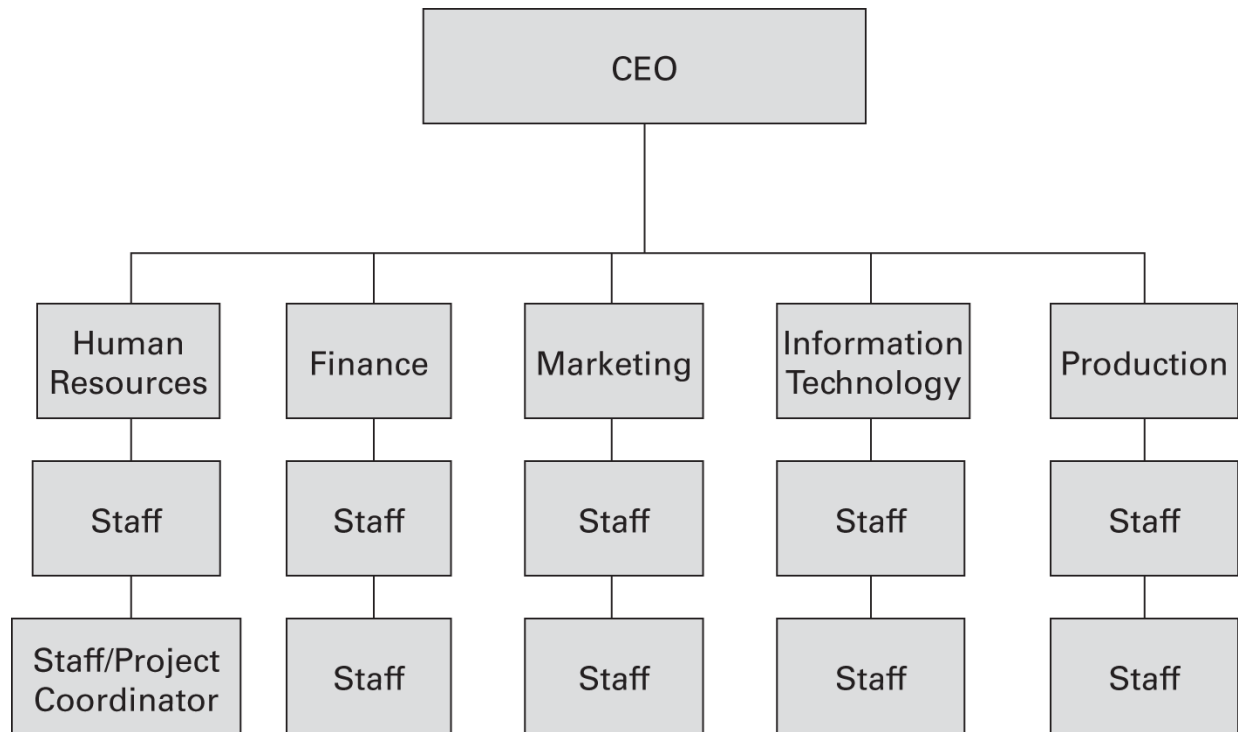 CEO
Human
Resources
Finance
Marketing
Information
Technology
Production
Staff
Staff
Staff
Staff
Staff
Staff/Project
Coordinator
Staff
Staff
Staff
Staff